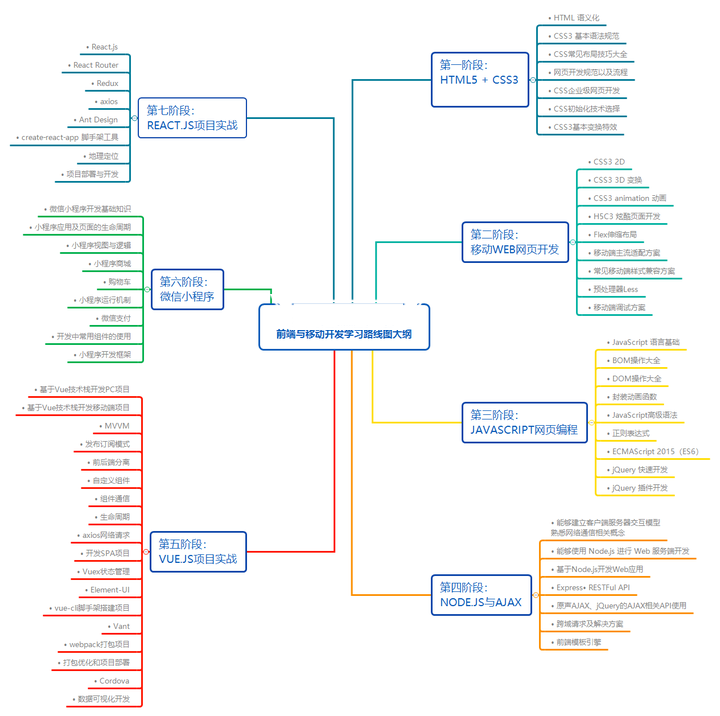 前端与移动开发学习路线图大纲
第一阶段:
HTML5 + CSS3
• HTML 语义化
• CSS3 基本语法规范
• CSS常见布局技巧大全
• 网页开发规范以及流程
• CSS企业级网页开发
• CSS初始化技术选择
• CSS3基本变换特效
第二阶段:
移动WEB网页开发
• CSS3 2D
• CSS3 3D 变换
• CSS3 animation 动画
• H5C3 炫酷页面开发
• Flex伸缩布局
• 移动端主流适配方案
• 常见移动端样式兼容方案
• 预处理器Less
• 移动端调试方案
第三阶段:
JAVASCRIPT网页编程
• JavaScript 语言基础
• BOM操作大全
• DOM操作大全
• 封装动画函数
• JavaScript高级语法
• 正则表达式
• ECMAScript 2015（ES6）
• jQuery 快速开发
• jQuery 插件开发
第四阶段:
NODE.JS与AJAX
• 能够建立客户端服务器交互模型
熟悉网络通信相关概念
• 能够使用 Node.js 进行 Web 服务端开发
• 基于Node.js开发Web应用
• Express• RESTFul API
• 原声AJAX、jQuery的AJAX相关API使用
• 跨域请求及解决方案
• 前端模板引擎
第五阶段:
VUE.JS项目实战
• 基于Vue技术栈开发PC项目
• 基于Vue技术栈开发移动端项目
• MVVM
• 发布订阅模式
• 前后端分离
• 自定义组件
• 组件通信
• 生命周期
• axios网络请求
• 开发SPA项目
• Vuex状态管理
• Element-UI
• vue-cli脚手架搭建项目
• Vant
• webpack打包项目
• 打包优化和项目部署
• Cordova
• 数据可视化开发
第六阶段:
微信小程序
• 微信小程序开发基础知识
• 小程序应用及页面的生命周期
• 小程序视图与逻辑
• 小程序商城
• 购物车
• 小程序运行机制
• 微信支付
• 开发中常用组件的使用
• 小程序开发框架
第七阶段:
REACT.JS项目实战
• React.js
• React Router
• Redux
• axios
• Ant Design
• create-react-app 脚手架工具
• 地理定位
• 项目部署与开发